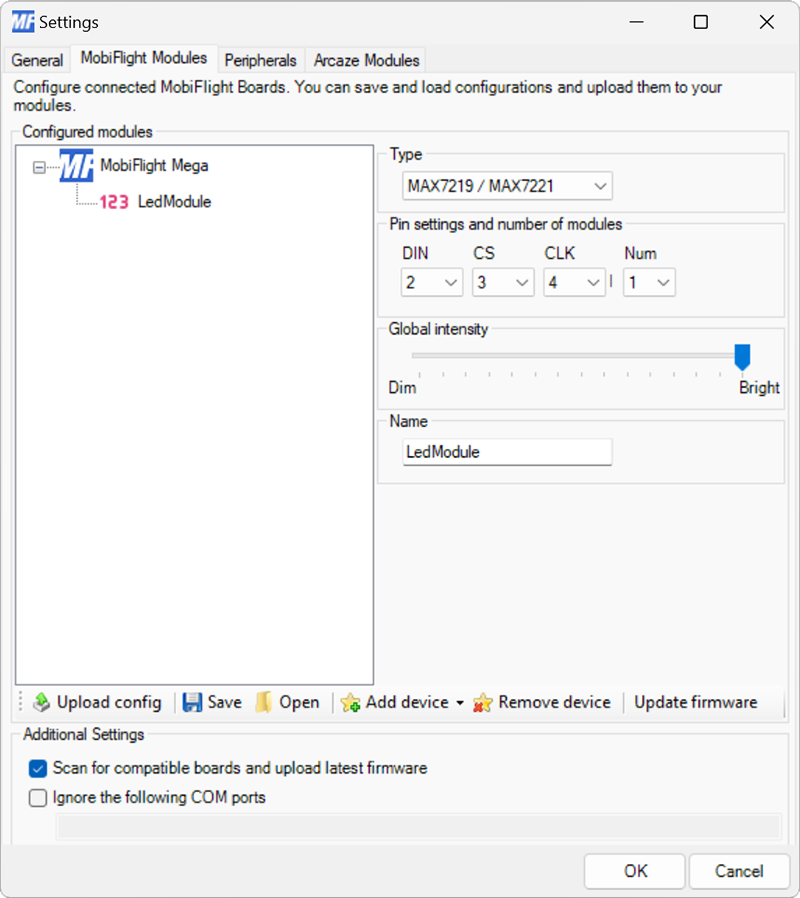 MF Settings
General MobiFlight Modules Peripherals Arcaze Modules
Configure connected MobiFlight Boards. You can save and load configurations and upload them to your
modules.
Configured modules
MF MobiFlight Mega
123 LedModule
Type
MAX7219 / MAX7221
Pin settings and number of modules
DIN CS CLK Num
2 3 4 l 1
Global intensity
Dim Bright
Name
LedModule
Upload config Save Open Add device Remove device Update firmware
Additional Settings
Scan for compatible boards and upload latest firmware
Ignore the following COM ports
OK Cancel